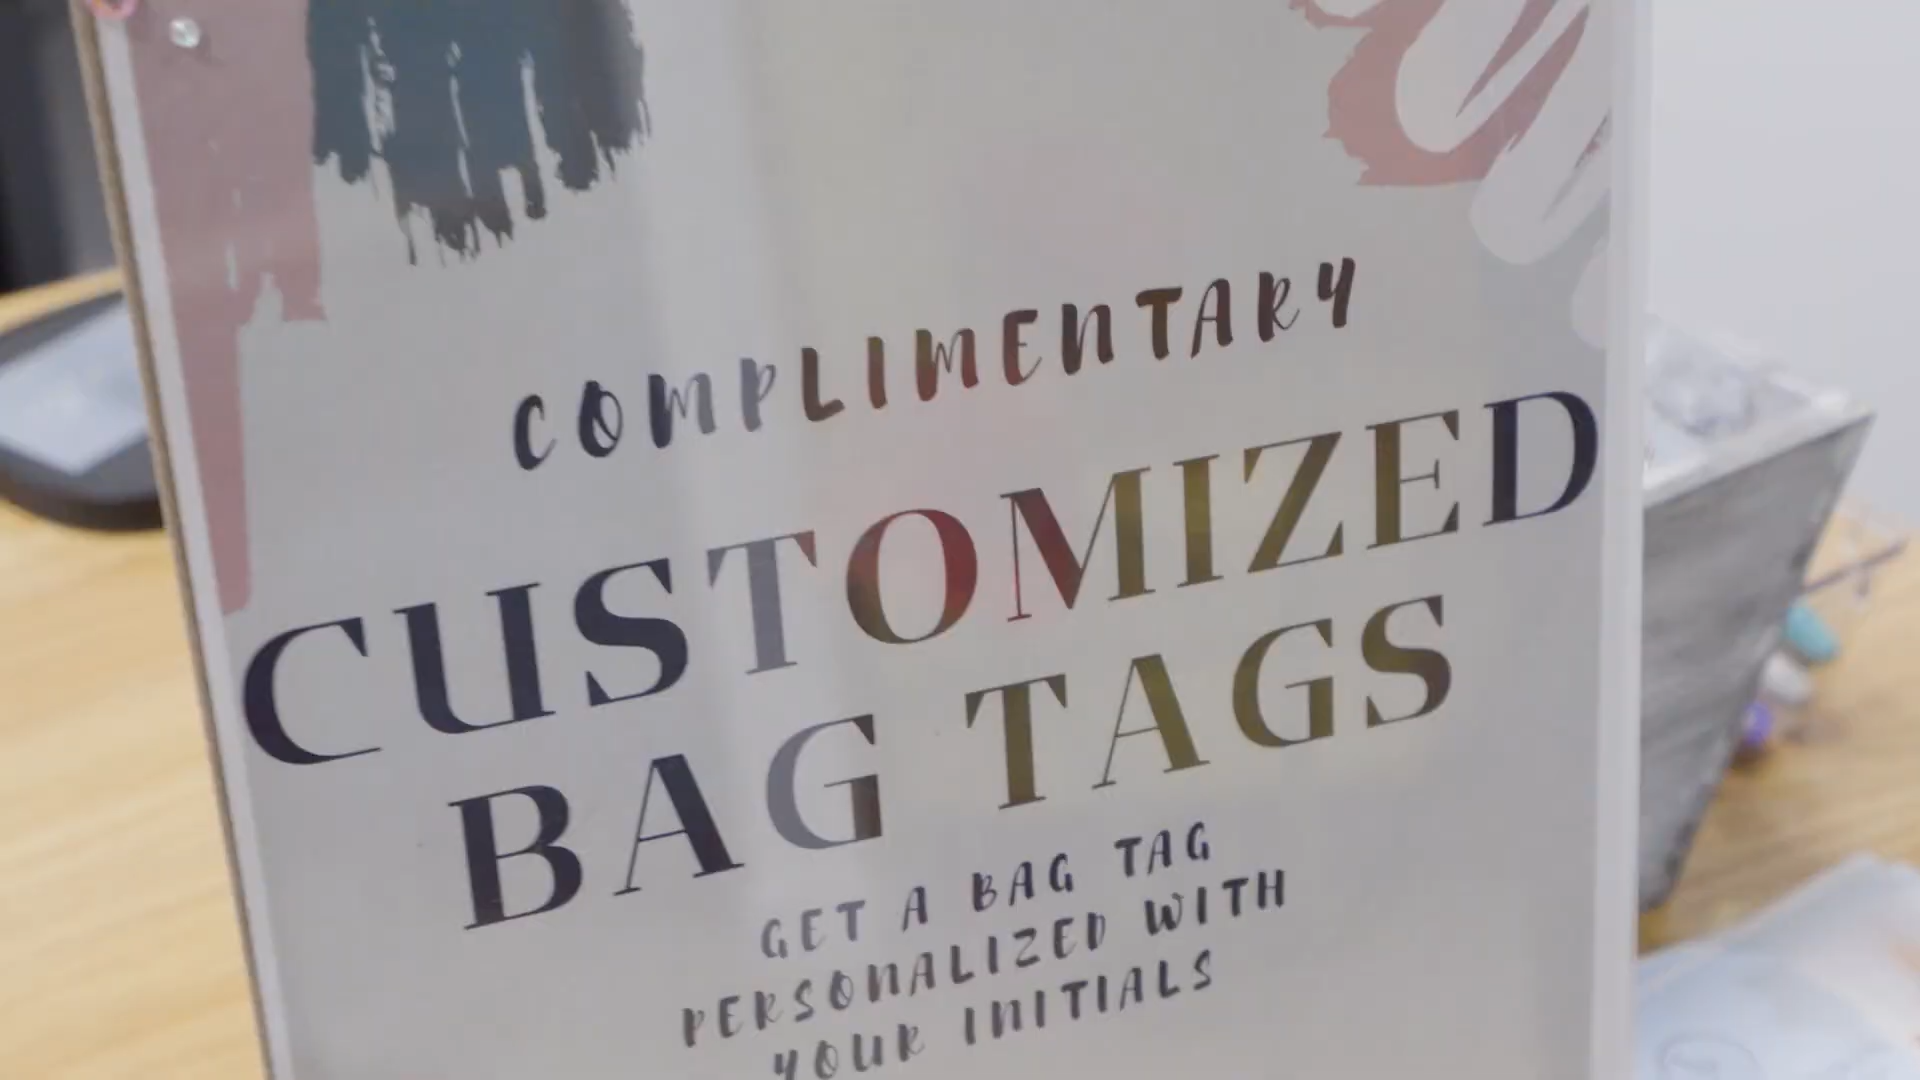 COMPLIMENTARY
CUSTOMIZED
BAG TAGS
GET A BAG TAG
PERSONALIZED WITH
YOUR INITIALS